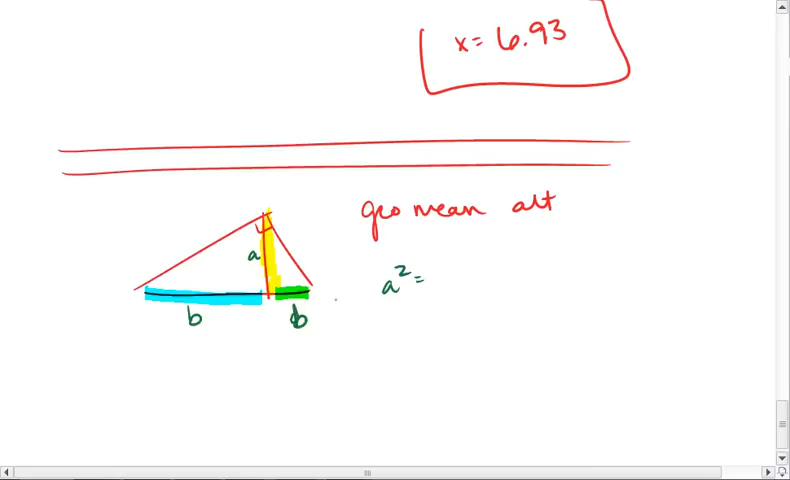 x = 6.93
geo mean alt
a
a² =
b
b